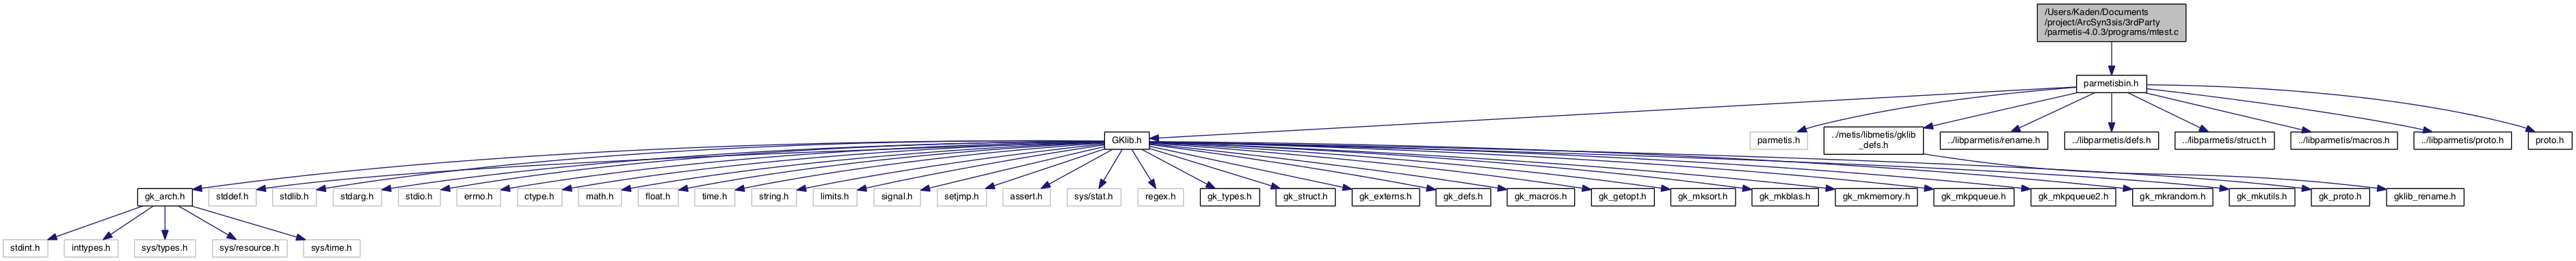 /Users/Kaden/Documents
/project/ArcSyn3sis/3rdParty
/parmetis-4.0.3/programs/mtest.c
parmetisbin.h
GKlib.h
parmetis.h
../metis/libmetis/gklib
_defs.h
../libparmetis/rename.h
../libparmetis/defs.h
../libparmetis/struct.h
../libparmetis/macros.h
../libparmetis/proto.h
proto.h
gk_arch.h
stddef.h
stdlib.h
stdarg.h
stdio.h
errno.h
ctype.h
math.h
float.h
time.h
string.h
limits.h
signal.h
setjmp.h
assert.h
sys/stat.h
regex.h
gk_types.h
gk_struct.h
gk_externs.h
gk_defs.h
gk_macros.h
gk_getopt.h
gk_mksort.h
gk_mkblas.h
gk_mkmemory.h
gk_mkpqueue.h
gk_mkpqueue2.h
gk_mkrandom.h
gk_mkutils.h
gk_proto.h
gklib_rename.h
stdint.h
inttypes.h
sys/types.h
sys/resource.h
sys/time.h